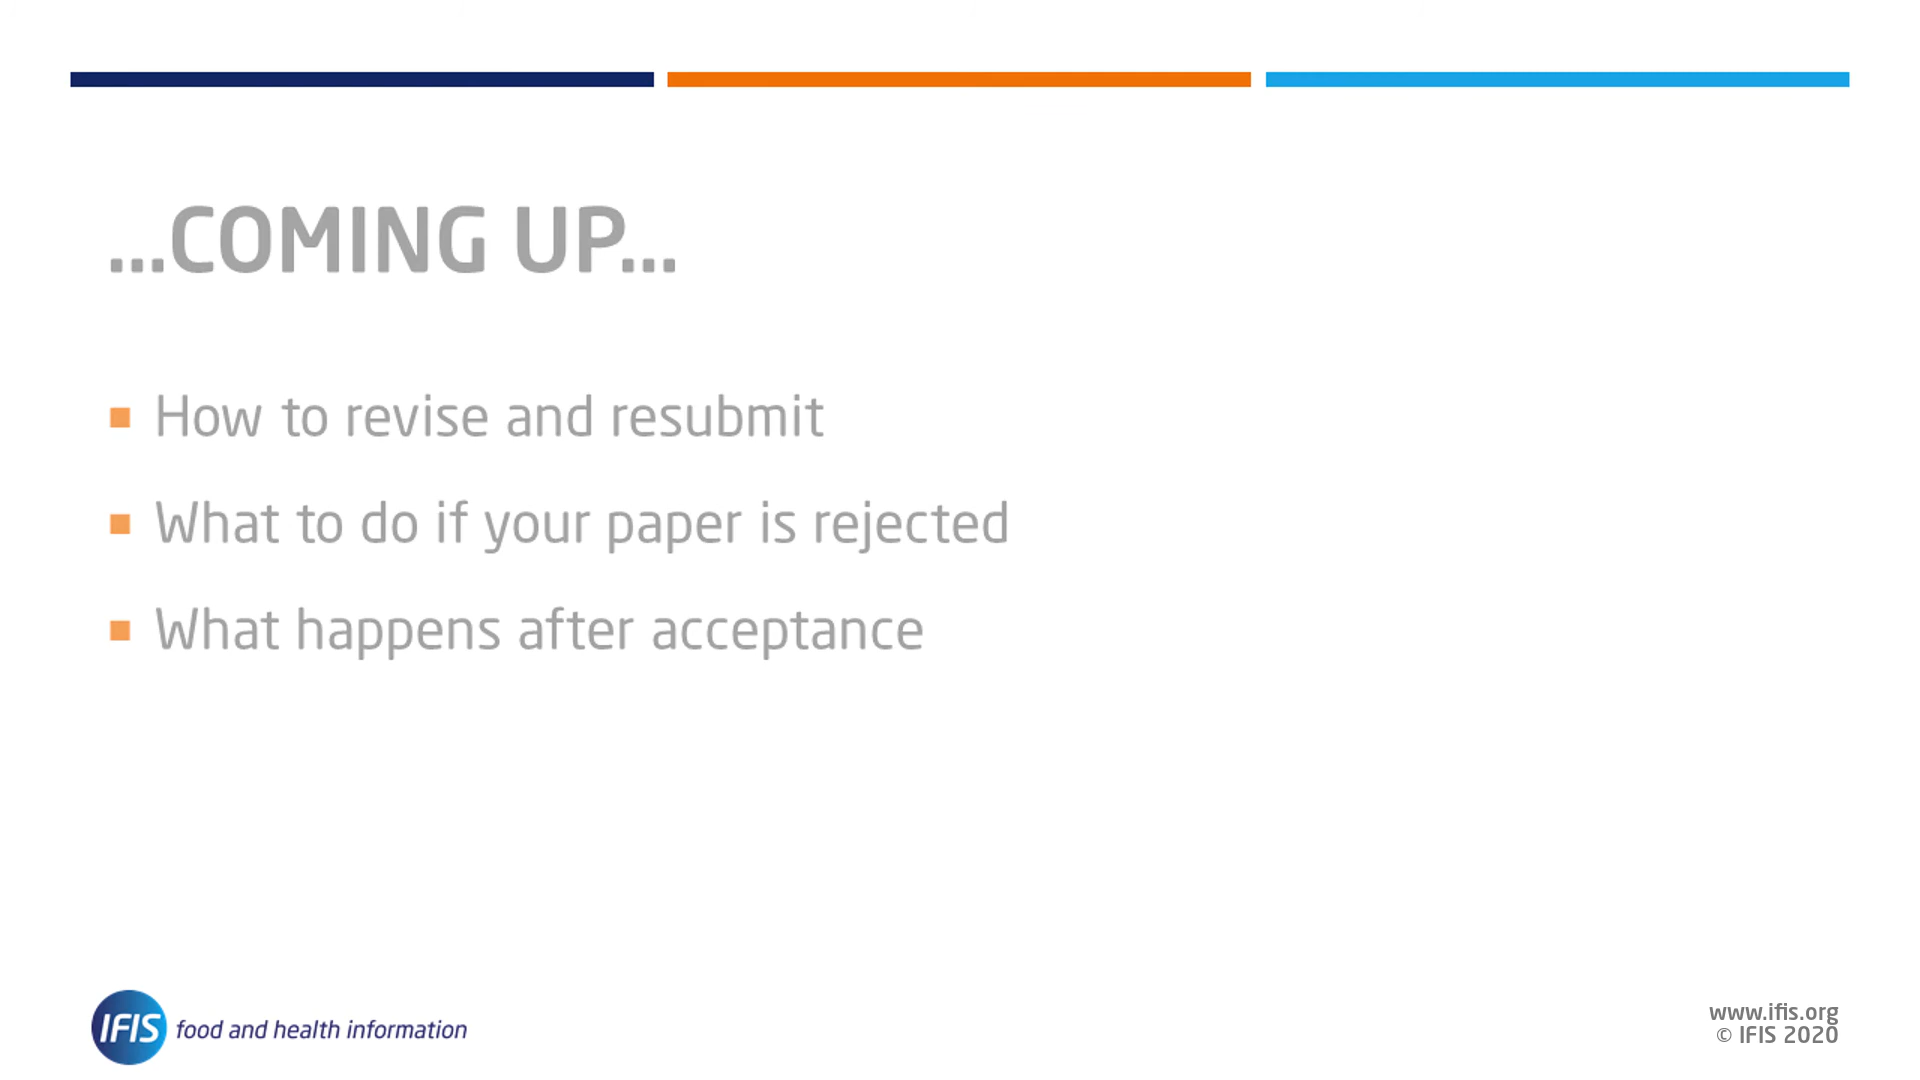 ...COMING UP...
How to revise and resubmit
What to do if your paper is rejected
What happens after acceptance
IFIS food and health information
www.ifis.org
© IFIS 2020